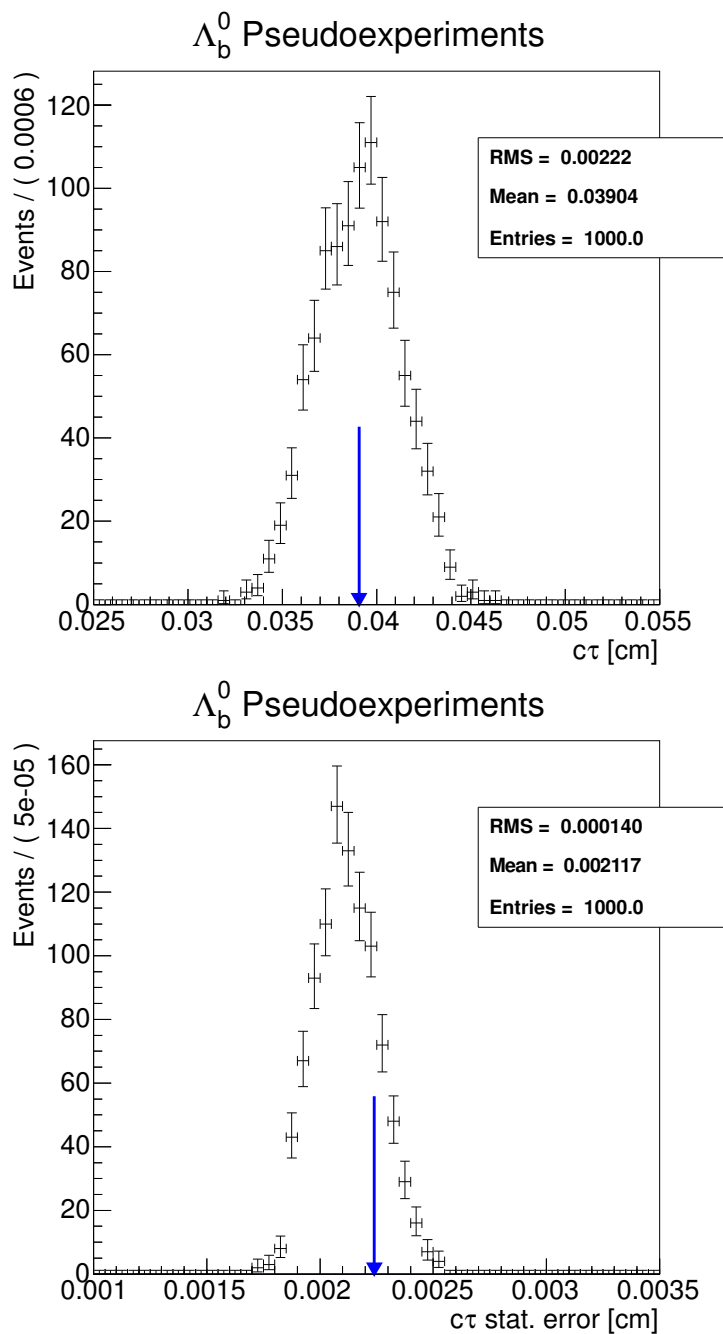 Λb0 Pseudoexperiments
Events / ( 0.0006 )
120
100
80
60
40
20
0
RMS = 0.00222
Mean = 0.03904
Entries = 1000.0
0.025 0.03 0.035 0.04 0.045 0.05 0.055
cτ [cm]
Λb0 Pseudoexperiments
Events / ( 5e-05 )
160
140
120
100
80
60
40
20
0
RMS = 0.000140
Mean = 0.002117
Entries = 1000.0
0.001 0.0015 0.002 0.0025 0.003 0.0035
cτ stat. error [cm]